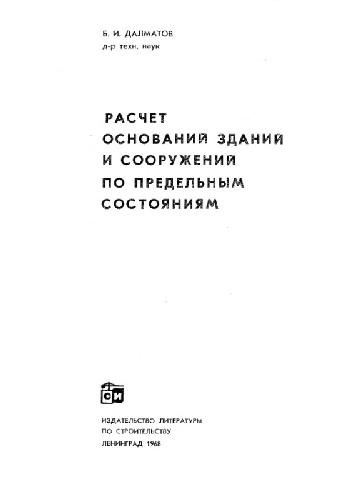 Б. И. ДАЛМАТОВ
д-р техн. наук
РАСЧЕТ
ОСНОВАНИЙ ЗДАНИЙ
И СООРУЖЕНИЙ
ПО ПРЕДЕЛЬНЫМ
СОСТОЯНИЯМ
СИ
ИЗДАТЕЛЬСТВО ЛИТЕРАТУРЫ
ПО СТРОИТЕЛЬСТВУ
ЛЕНИНГРАД 1968